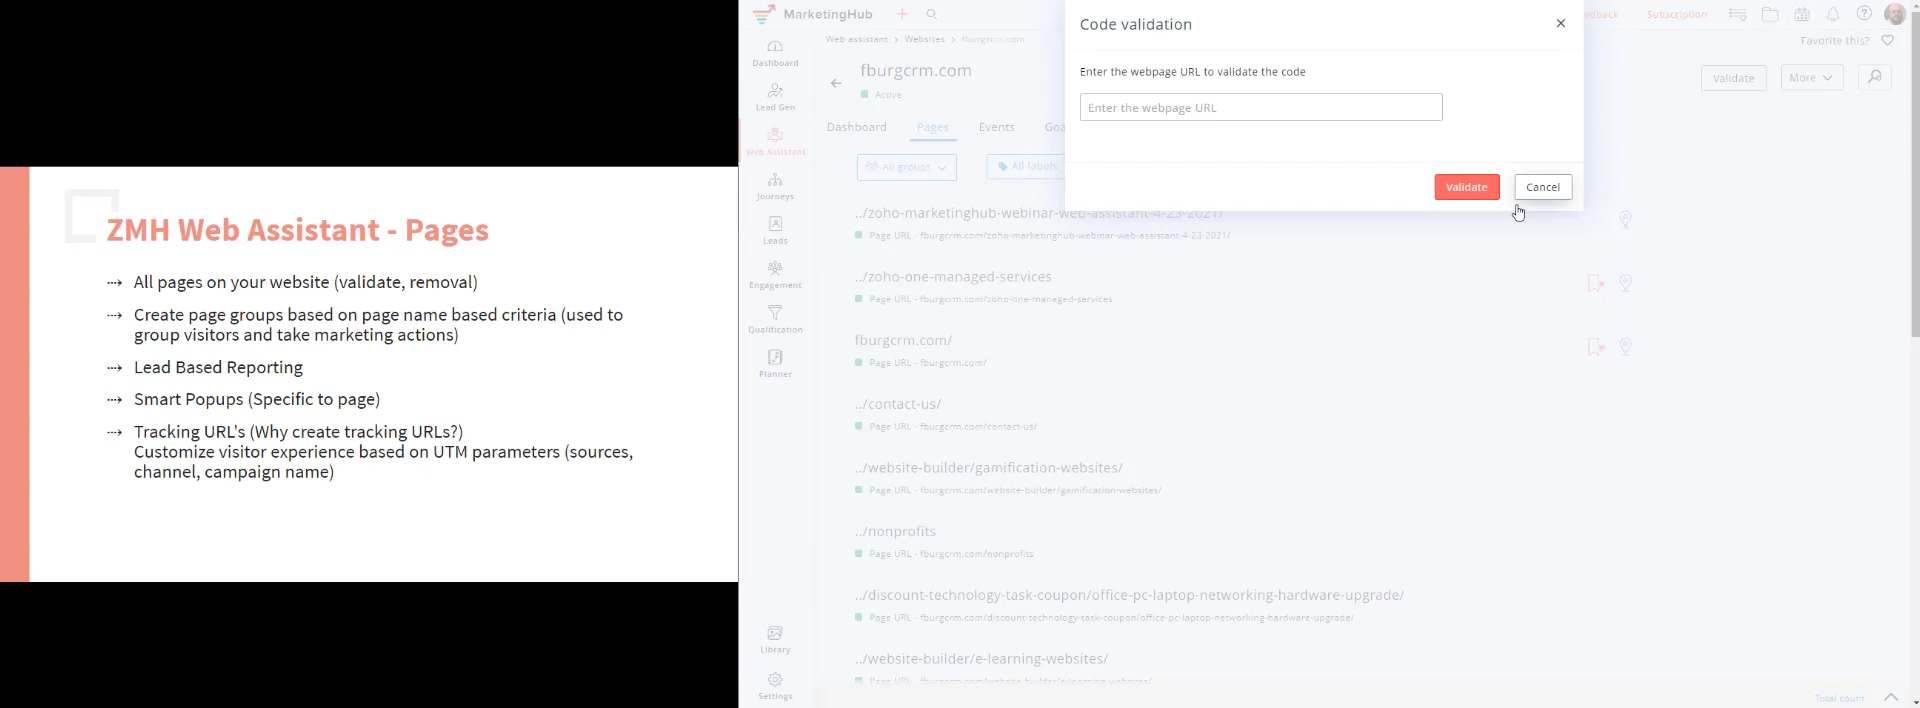 ZMH Web Assistant - Pages
All pages on your website (validate, removal)
Create page groups based on page name based criteria (used to
group visitors and take marketing actions)
Lead Based Reporting
Smart Popups (Specific to page)
Tracking URL's (Why create tracking URLs?)
Customize visitor experience based on UTM parameters (sources,
channel, campaign name)
MarketingHub
Dashboard
Lead Gen
Web Assistant
Journeys
Leads
Engagement
Qualification
Planner
Library
Settings
Subscription
Favorite this?
Web assistant > Websites > fburgcrm.com
fburgcrm.com
Active
Validate
More
Dashboard
Pages
Events
All groups
All labels
Code validation
Enter the webpage URL to validate the code
Enter the webpage URL
Validate
Cancel
../zoho-marketinghub-webinar-web-assistant-4-23-2021/
Page URL - fburgcrm.com/zoho-marketinghub-webinar-web-assistant-4-23-2021/
../zoho-one-managed-services
Page URL - fburgcrm.com/zoho-one-managed-services
fburgcrm.com/
Page URL - fburgcrm.com/
../contact-us/
Page URL - fburgcrm.com/contact-us/
../website-builder/gamification-websites/
Page URL - fburgcrm.com/website-builder/gamification-websites/
../nonprofits
Page URL - fburgcrm.com/nonprofits
../discount-technology-task-coupon/office-pc-laptop-networking-hardware-upgrade/
Page URL - fburgcrm.com/discount-technology-task-coupon/office-pc-laptop-networking-hardware-upgrade/
../website-builder/e-learning-websites/
Page URL - fburgcrm.com/website-builder/e-learning-websites/
Total count